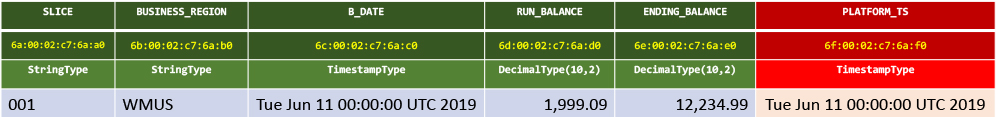 SLICE BUSINESS_REGION B_DATE RUN_BALANCE ENDING_BALANCE PLATFORM_TS
6a:00:02:c7:6a:a0 6b:00:02:c7:6a:b0 6c:00:02:c7:6a:c0 6d:00:02:c7:6a:d0 6e:00:02:c7:6a:e0 6f:00:02:c7:6a:f0
StringType StringType TimestampType DecimalType(10,2) DecimalType(10,2) TimestampType
001 WMUS Tue Jun 11 00:00:00 UTC 2019 1,999.09 12,234.99 Tue Jun 11 00:00:00 UTC 2019